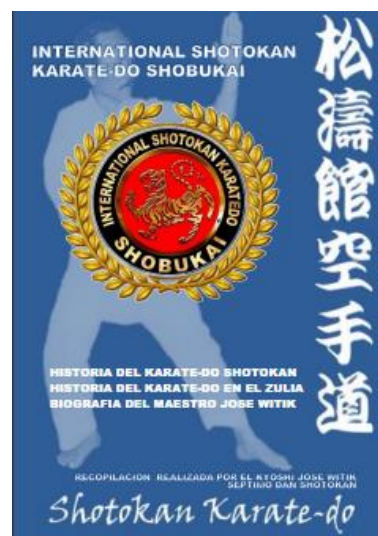 INTERNATIONAL SHOTOKAN
KARATE-DO SHOBUKAI
松濤館空手道
INTERNATIONAL SHOTOKAN KARATEDO
SHOBUKAI
HISTORIA DEL KARATE-DO SHOTOKAN
HISTORIA DEL KARATE-DO EN EL ZULIA
BIOGRAFIA DEL MAESTRO JOSE WITIK
RECOPILACION REALIZADA POR EL KYOSHI JOSE WITIK
SEPTIMO DAN SHOTOKAN
Shotokan Karate-do